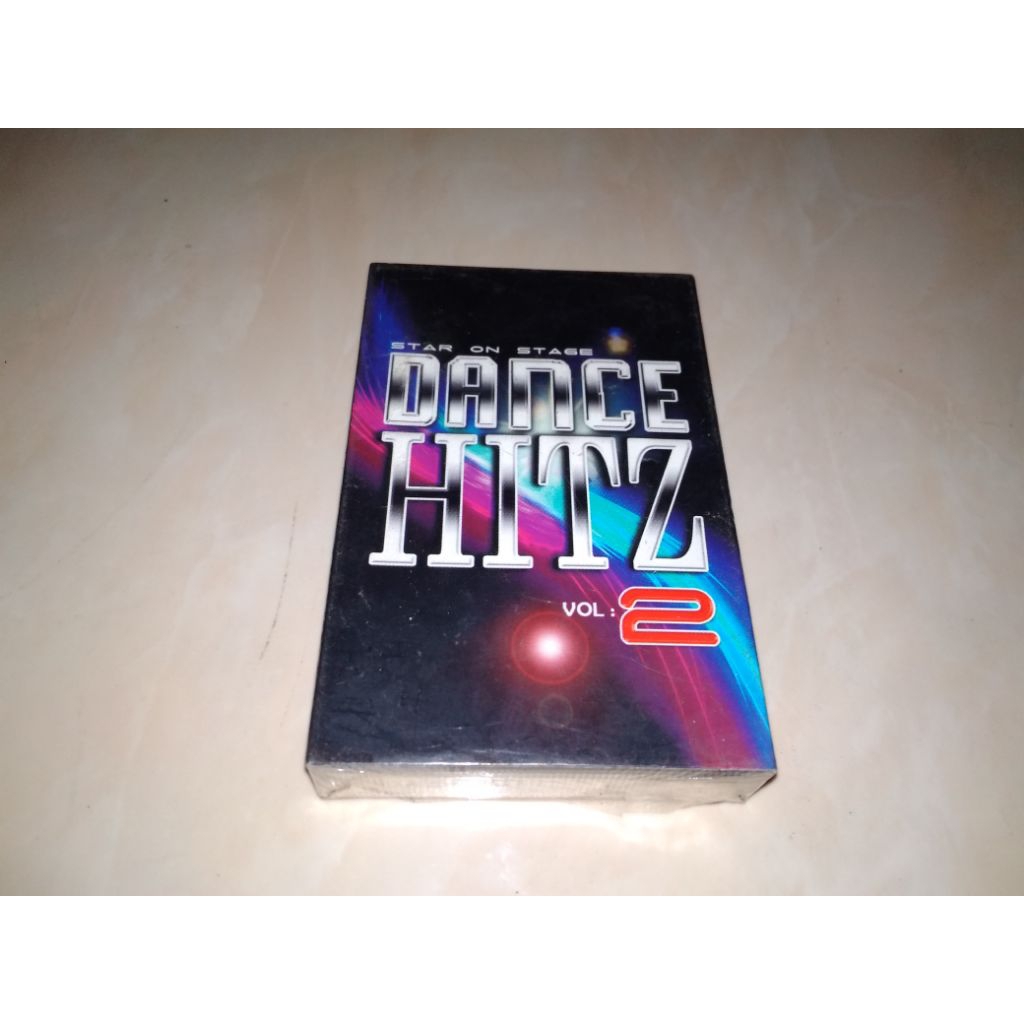 STAR ON STAGE
DANCE
HITZ
VOL: 2